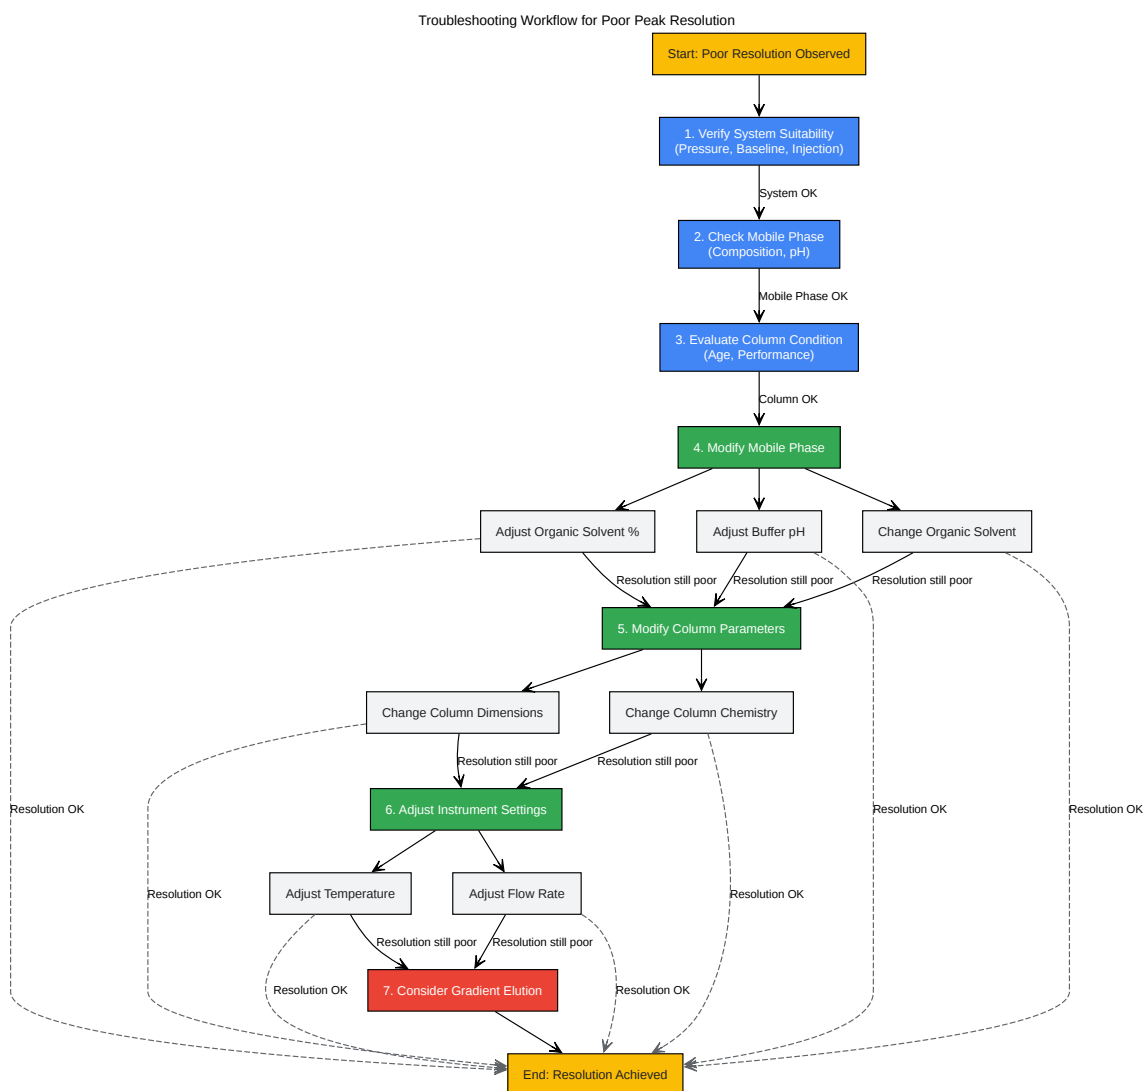 Troubleshooting Workflow for Poor Peak Resolution
Start: Poor Resolution Observed
1. Verify System Suitability
(Pressure, Baseline, Injection)
System OK
2. Check Mobile Phase
(Composition, pH)
Mobile Phase OK
3. Evaluate Column Condition
(Age, Performance)
Column OK
4. Modify Mobile Phase
Adjust Organic Solvent %
Adjust Buffer pH
Change Organic Solvent
Resolution still poor
Resolution still poor
Resolution still poor
5. Modify Column Parameters
Change Column Dimensions
Change Column Chemistry
Resolution still poor
Resolution still poor
6. Adjust Instrument Settings
Resolution OK
Resolution OK
Resolution OK
Adjust Temperature
Adjust Flow Rate
Resolution OK
Resolution OK
Resolution still poor
Resolution still poor
7. Consider Gradient Elution
Resolution OK
Resolution OK
End: Resolution Achieved